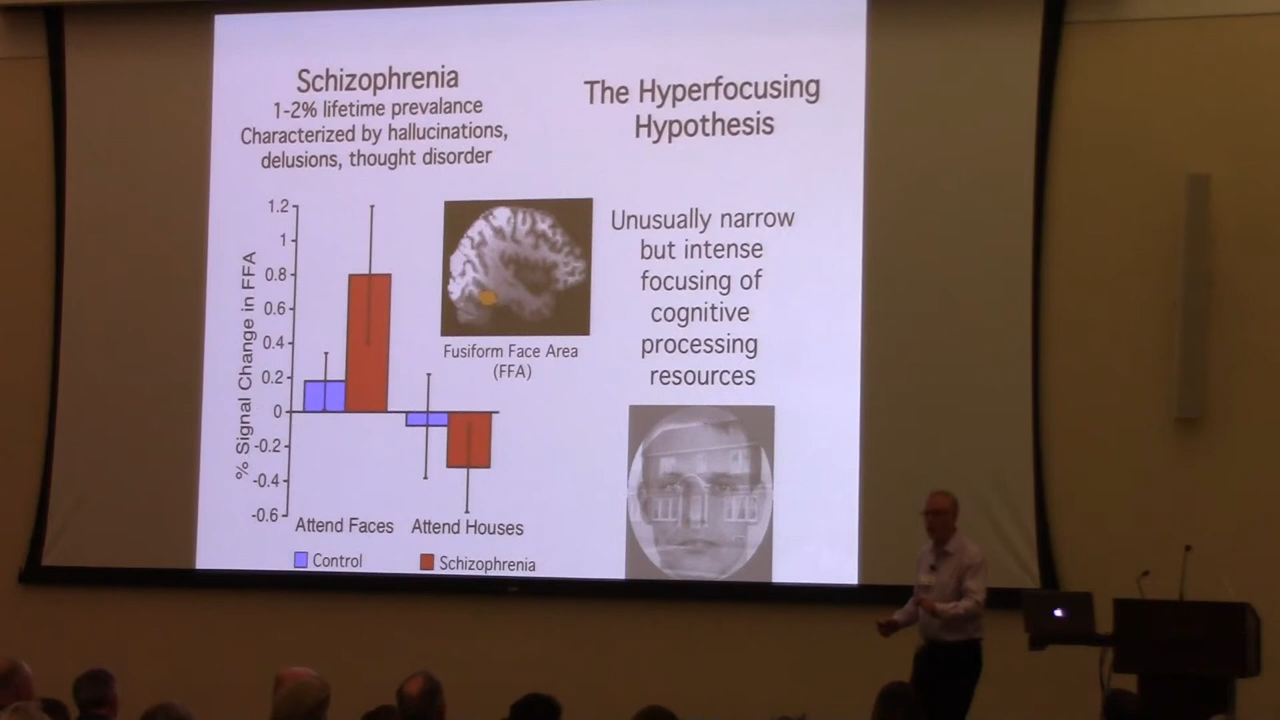 Schizophrenia
1-2% lifetime prevalance
Characterized by hallucinations,
delusions, thought disorder
The Hyperfocusing
Hypothesis
% Signal Change in FFA
1.2
1
0.8
0.6
0.4
0.2
0
-0.2
-0.4
-0.6
Attend Faces
Attend Houses
Control
Schizophrenia
Fusiform Face Area
(FFA)
Unusually narrow
but intense
focusing of
cognitive
processing
resources